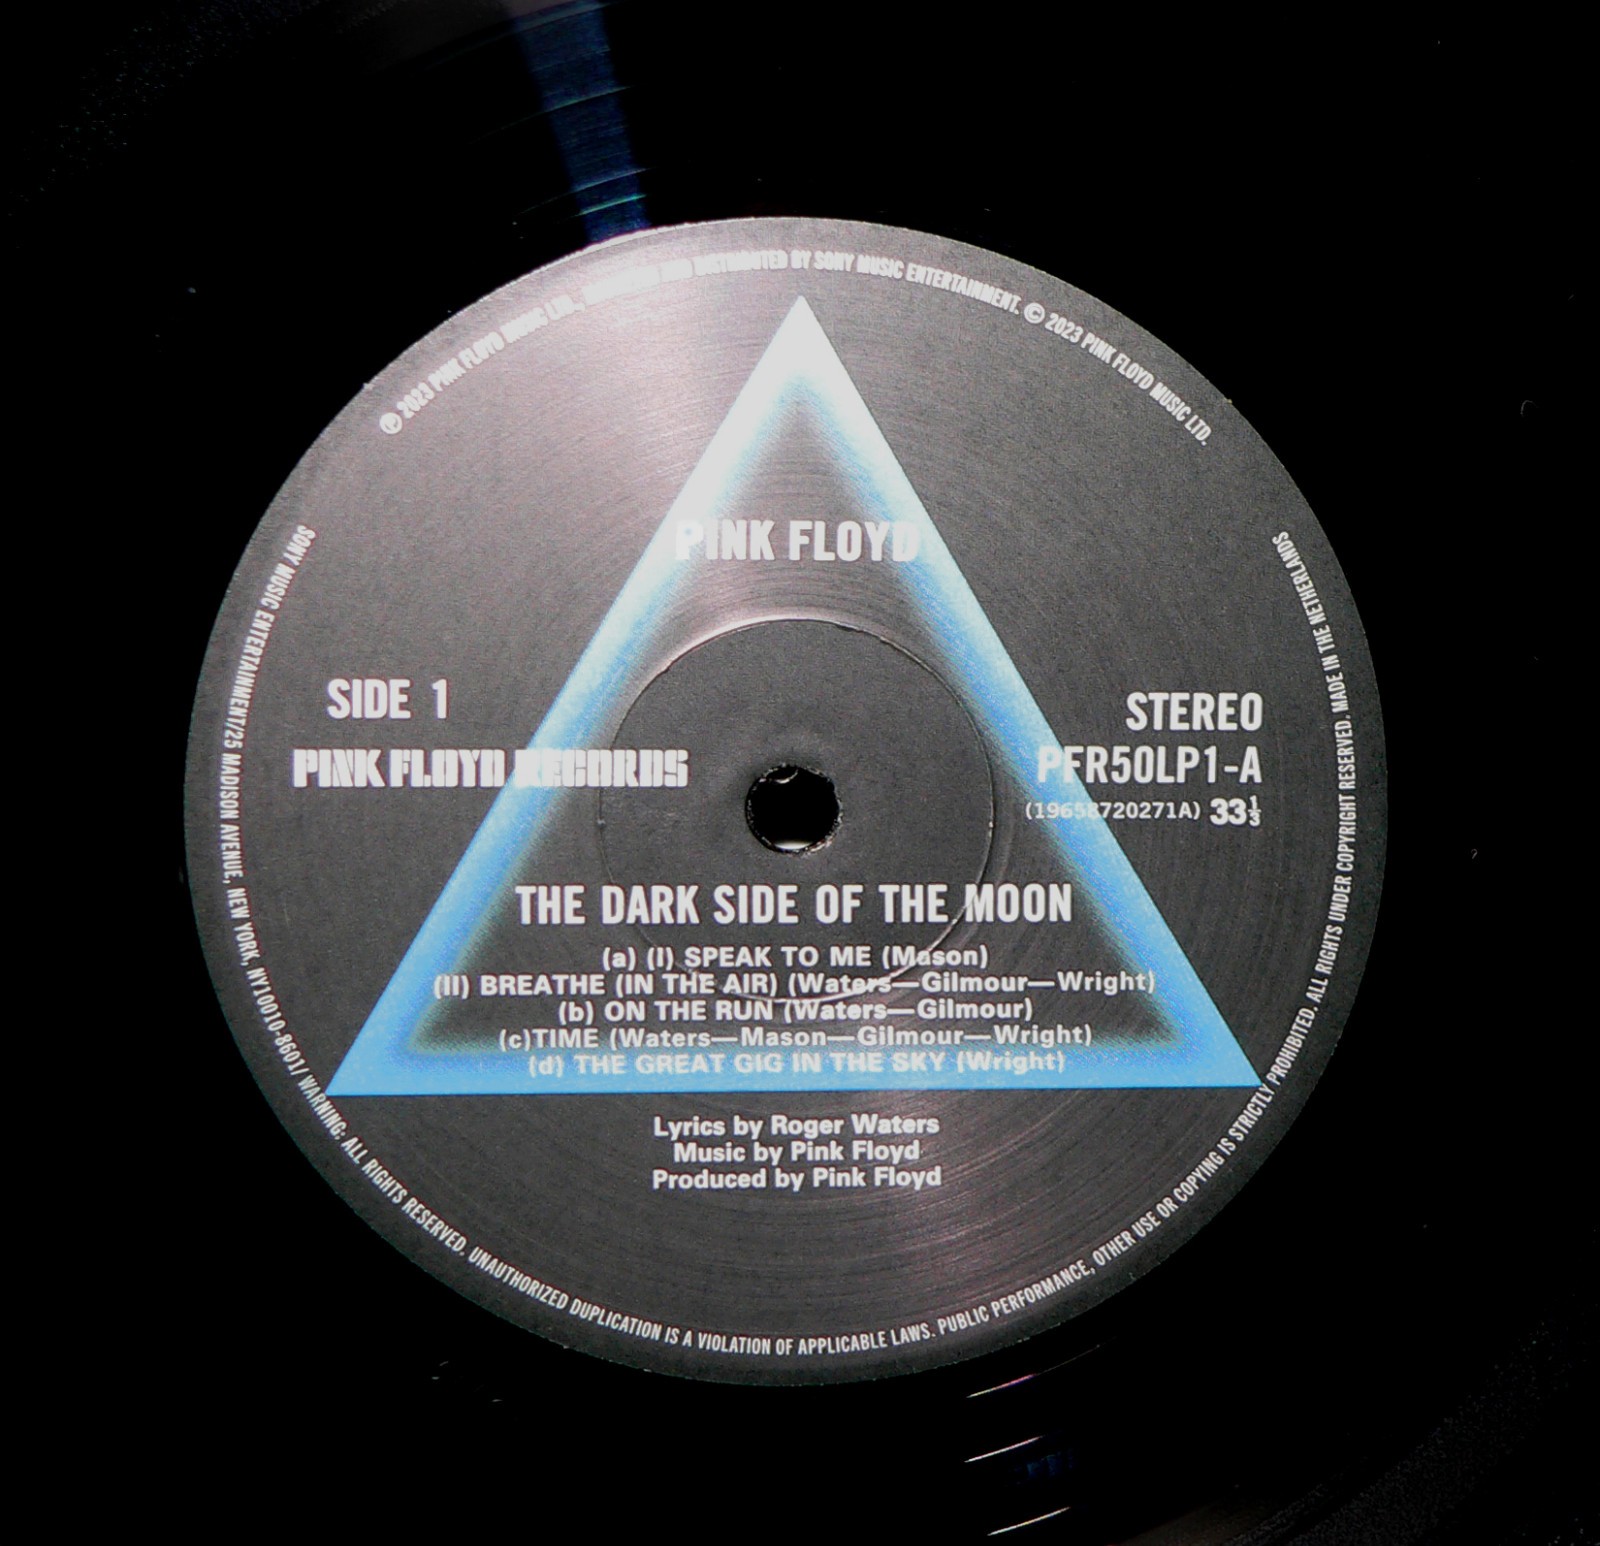 ℗ 2023 PINK FLOYD MUSIC LTD., AND DISTRIBUTED BY SONY MUSIC ENTERTAINMENT. © 2023 PINK FLOYD MUSIC LTD.
PINK FLOYD
SIDE 1
PINK FLOYD RECORDS
STEREO
PFR50LP1-A
(19658720271A) 33⅓
THE DARK SIDE OF THE MOON
(a) (I) SPEAK TO ME (Mason)
(II) BREATHE (IN THE AIR) (Waters—Gilmour—Wright)
(b) ON THE RUN (Waters—Gilmour)
(c)TIME (Waters—Mason—Gilmour—Wright)
(d) THE GREAT GIG IN THE SKY (Wright)
Lyrics by Roger Waters
Music by Pink Floyd
Produced by Pink Floyd
SONY MUSIC ENTERTAINMENT/25 MADISON AVENUE, NEW YORK, NY10010-8601/ WARNING: ALL RIGHTS RESERVED. UNAUTHORIZED DUPLICATION IS A VIOLATION OF APPLICABLE LAWS. PUBLIC PERFORMANCE, OTHER USE OR COPYING IS STRICTLY PROHIBITED. ALL RIGHTS UNDER COPYRIGHT RESERVED. MADE IN THE NETHERLANDS